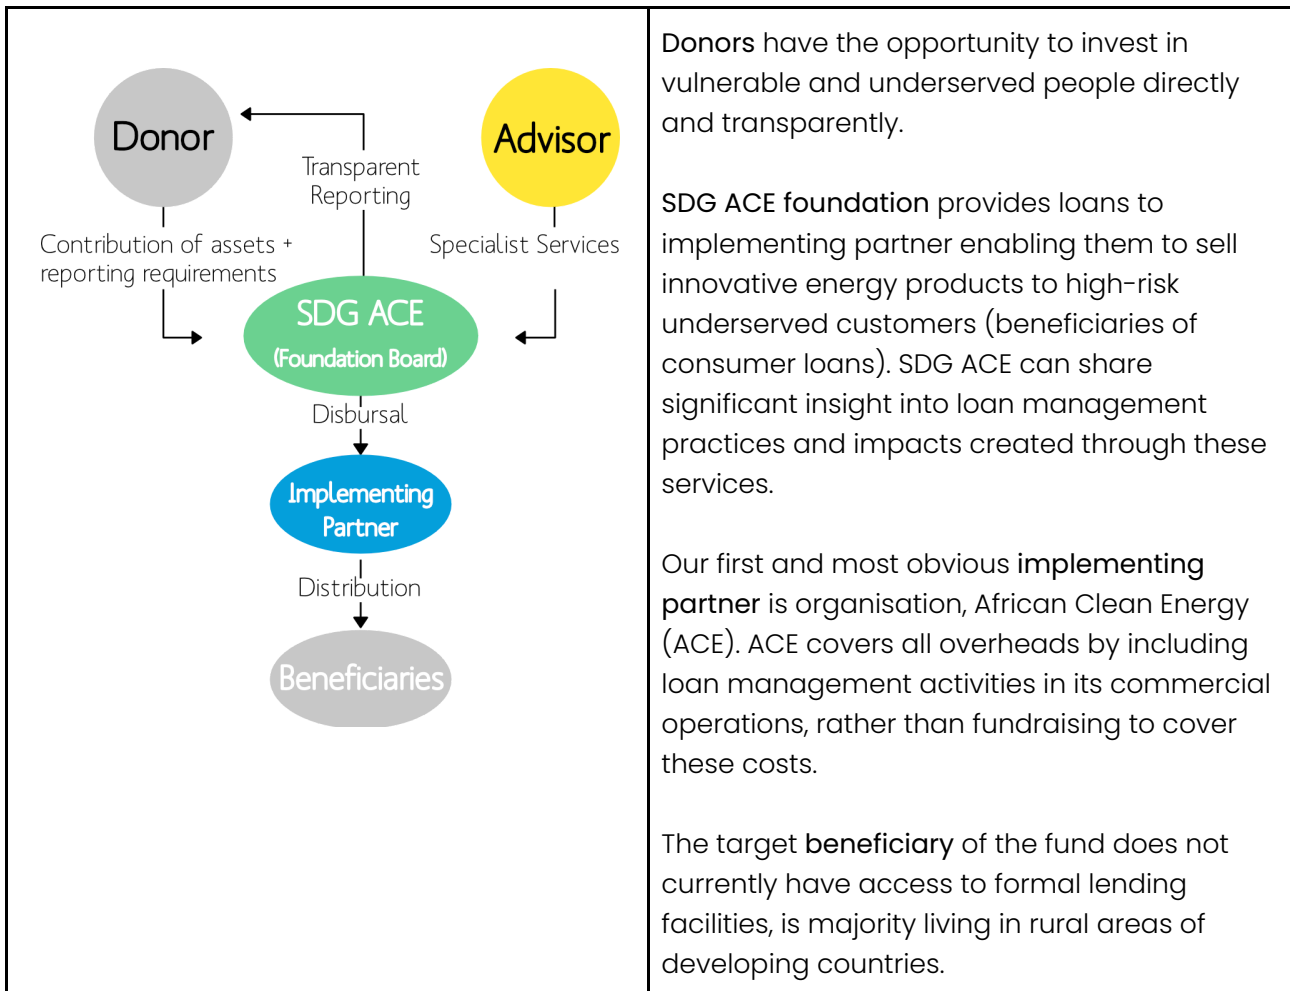 Donor
Advisor
Transparent
Reporting
Contribution of assets +
reporting requirements
Specialist Services
SDG ACE
(Foundation Board)
Disbursal
Implementing
Partner
Distribution
Beneficiaries
Donors have the opportunity to invest in
vulnerable and underserved people directly
and transparently.
SDG ACE foundation provides loans to
implementing partner enabling them to sell
innovative energy products to high-risk
underserved customers (beneficiaries of
consumer loans). SDG ACE can share
significant insight into loan management
practices and impacts created through these
services.
Our first and most obvious implementing
partner is organisation, African Clean Energy
(ACE). ACE covers all overheads by including
loan management activities in its commercial
operations, rather than fundraising to cover
these costs.
The target beneficiary of the fund does not
currently have access to formal lending
facilities, is majority living in rural areas of
developing countries.